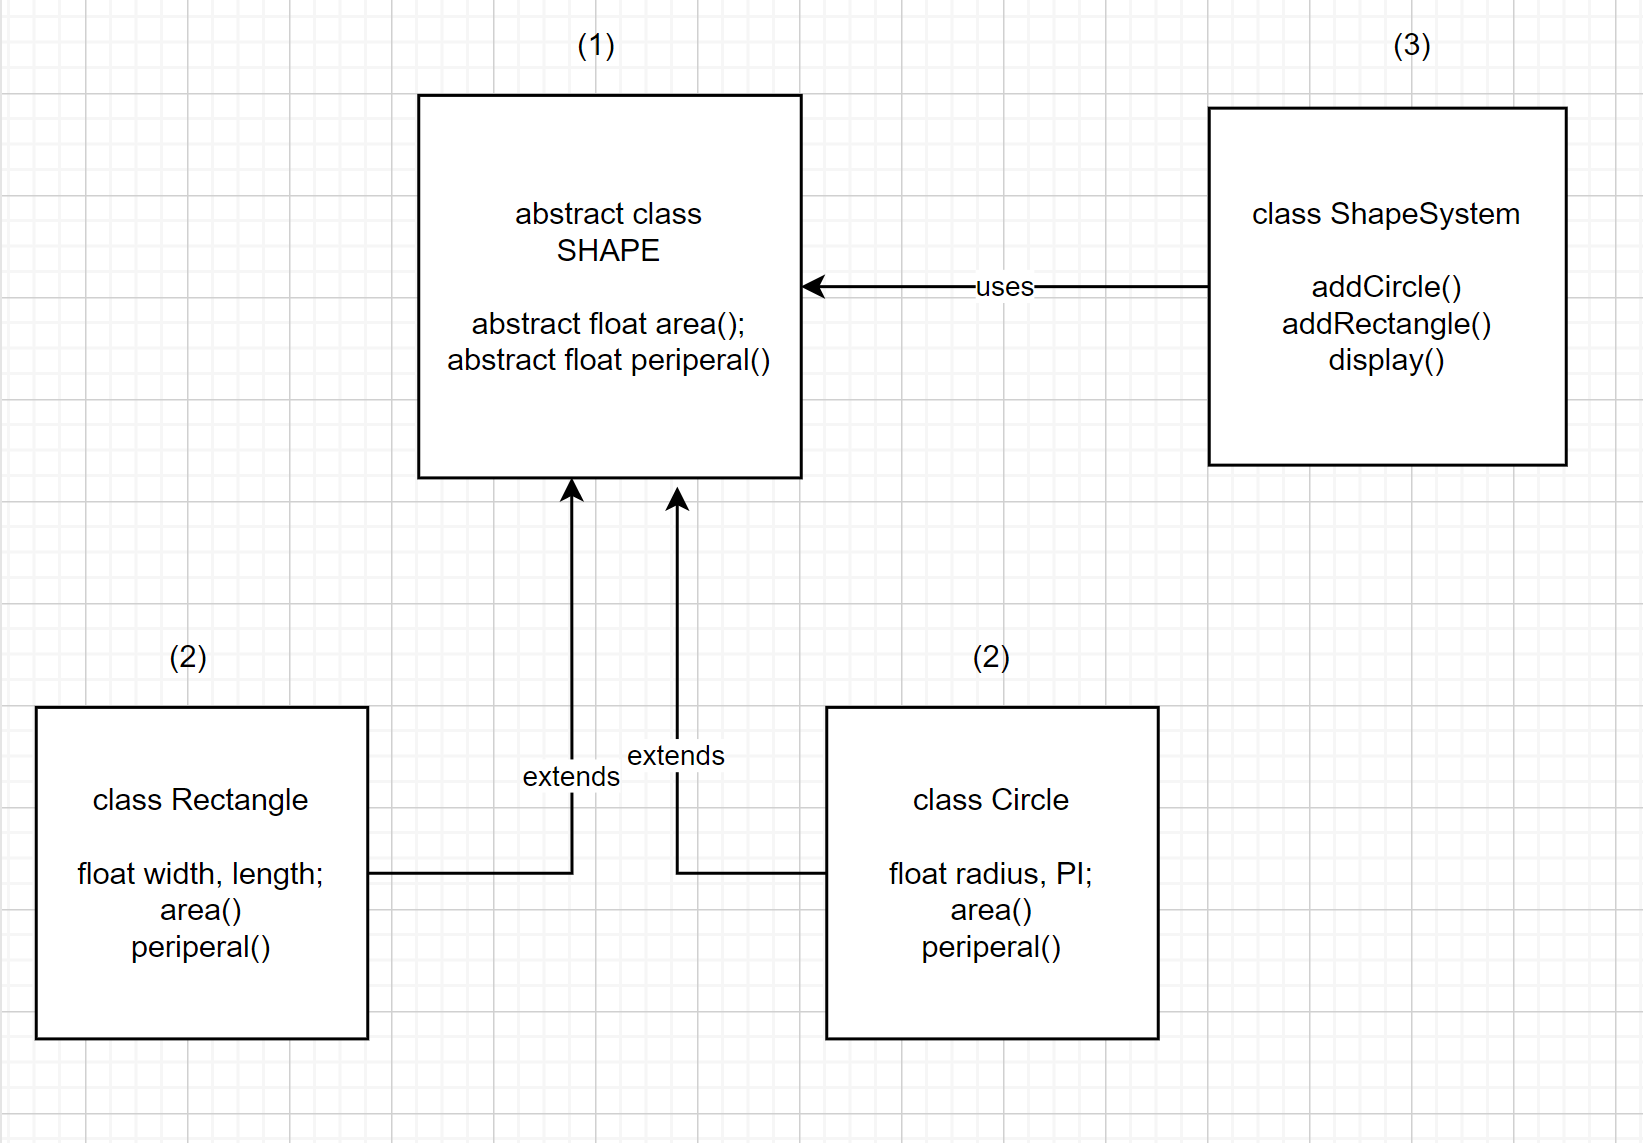 (1)
(3)
abstract class
SHAPE
abstract float area();
abstract float periperal()
uses
class ShapeSystem
addCircle()
addRectangle()
display()
extends
extends
(2)
(2)
class Rectangle
float width, length;
area()
periperal()
class Circle
float radius, PI;
area()
periperal()